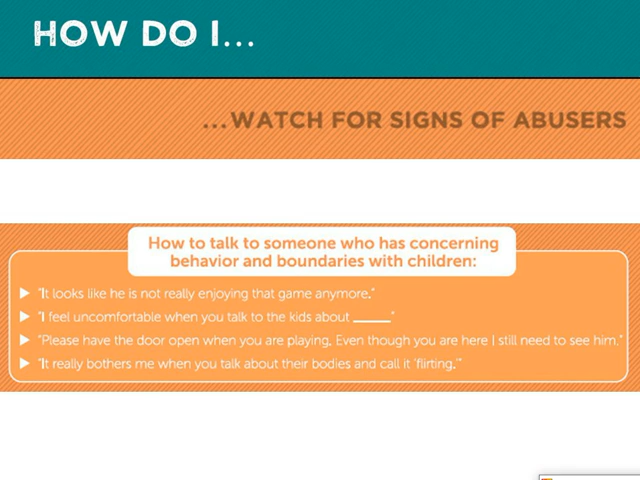 HOW DO I...
...WATCH FOR SIGNS OF ABUSERS
How to talk to someone who has concerning
behavior and boundaries with children:
"It looks like he is not really enjoying that game anymore."
"I feel uncomfortable when you talk to the kids about ______"
"Please have the door open when you are playing. Even though you are here I still need to see him."
"It really bothers me when you talk about their bodies and call it 'flirting.'"